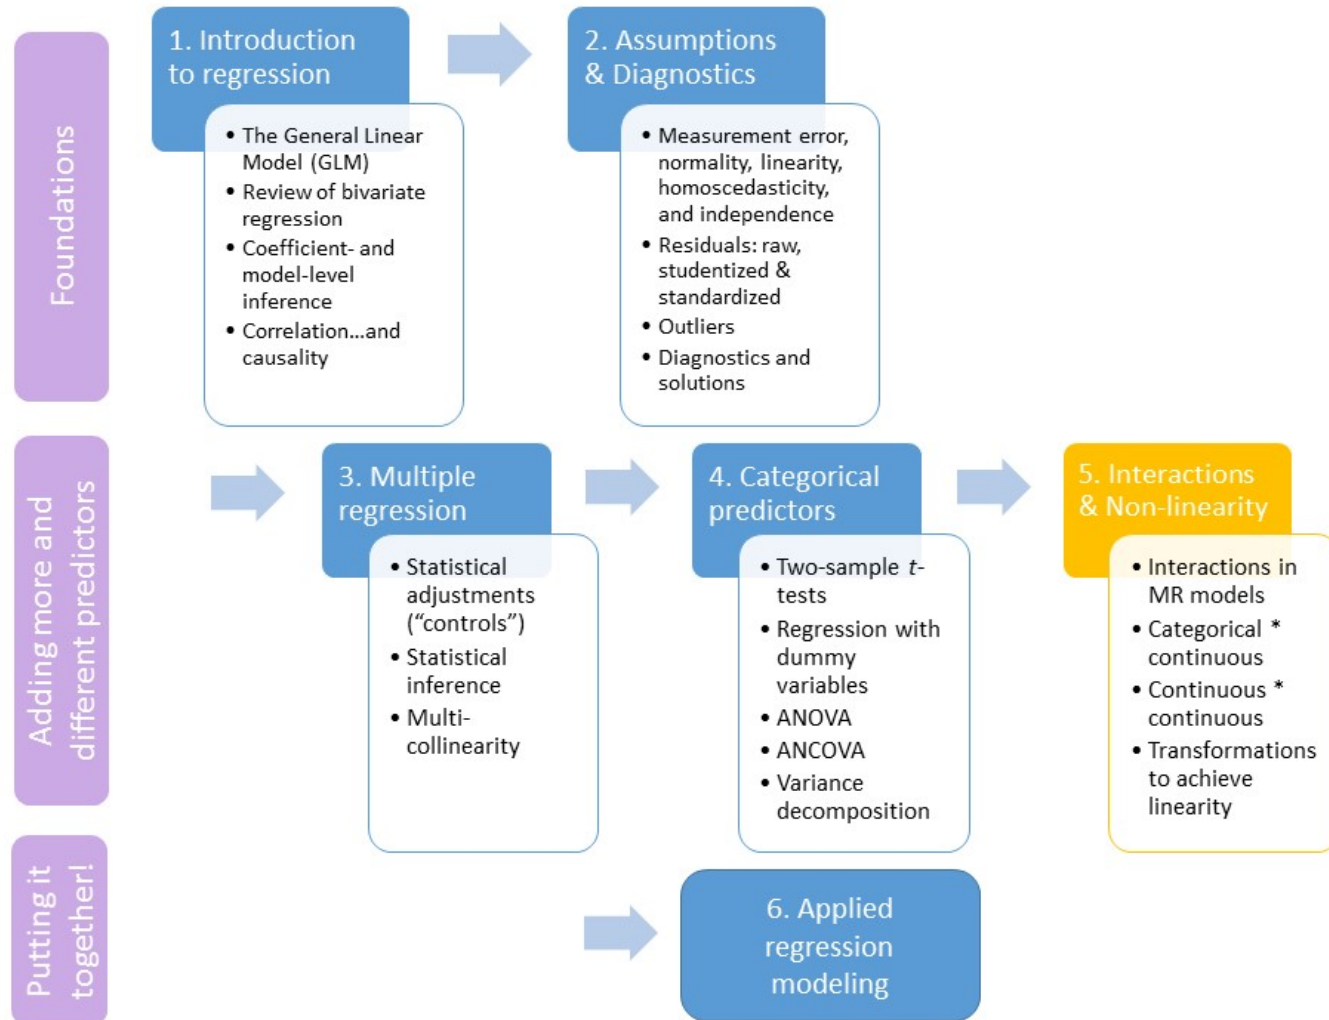 Foundations
1. Introduction
to regression
• The General Linear
Model (GLM)
• Review of bivariate
regression
• Coefficient- and
model-level
inference
• Correlation...and
causality
2. Assumptions
& Diagnostics
• Measurement error,
normality, linearity,
homoscedasticity,
and independence
• Residuals: raw,
studentized &
standardized
• Outliers
• Diagnostics and
solutions
Adding more and
different predictors
3. Multiple
regression
• Statistical
adjustments
(“controls”)
• Statistical
inference
• Multi-
collinearity
4. Categorical
predictors
• Two-sample t-
tests
• Regression with
dummy
variables
• ANOVA
• ANCOVA
• Variance
decomposition
5. Interactions
& Non-linearity
• Interactions in
MR models
• Categorical *
continuous
• Continuous *
continuous
• Transformations
to achieve
linearity
Putting it
together!
6. Applied
regression
modeling